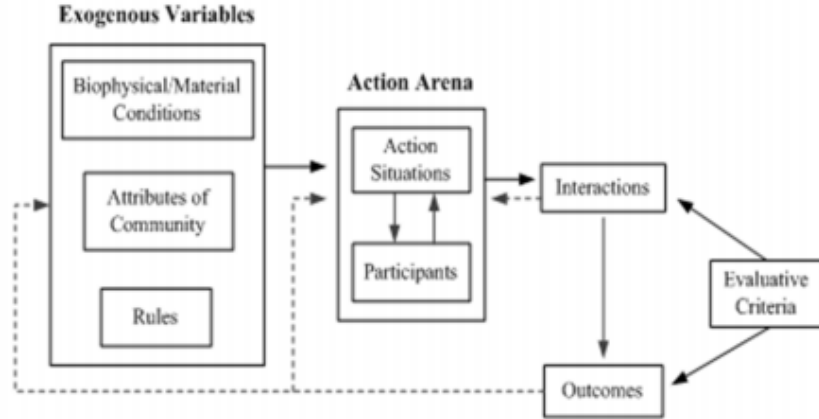 Exogenous Variables
Biophysical/Material
Conditions
Attributes of
Community
Rules
Action Arena
Action
Situations
Participants
Interactions
Outcomes
Evaluative
Criteria